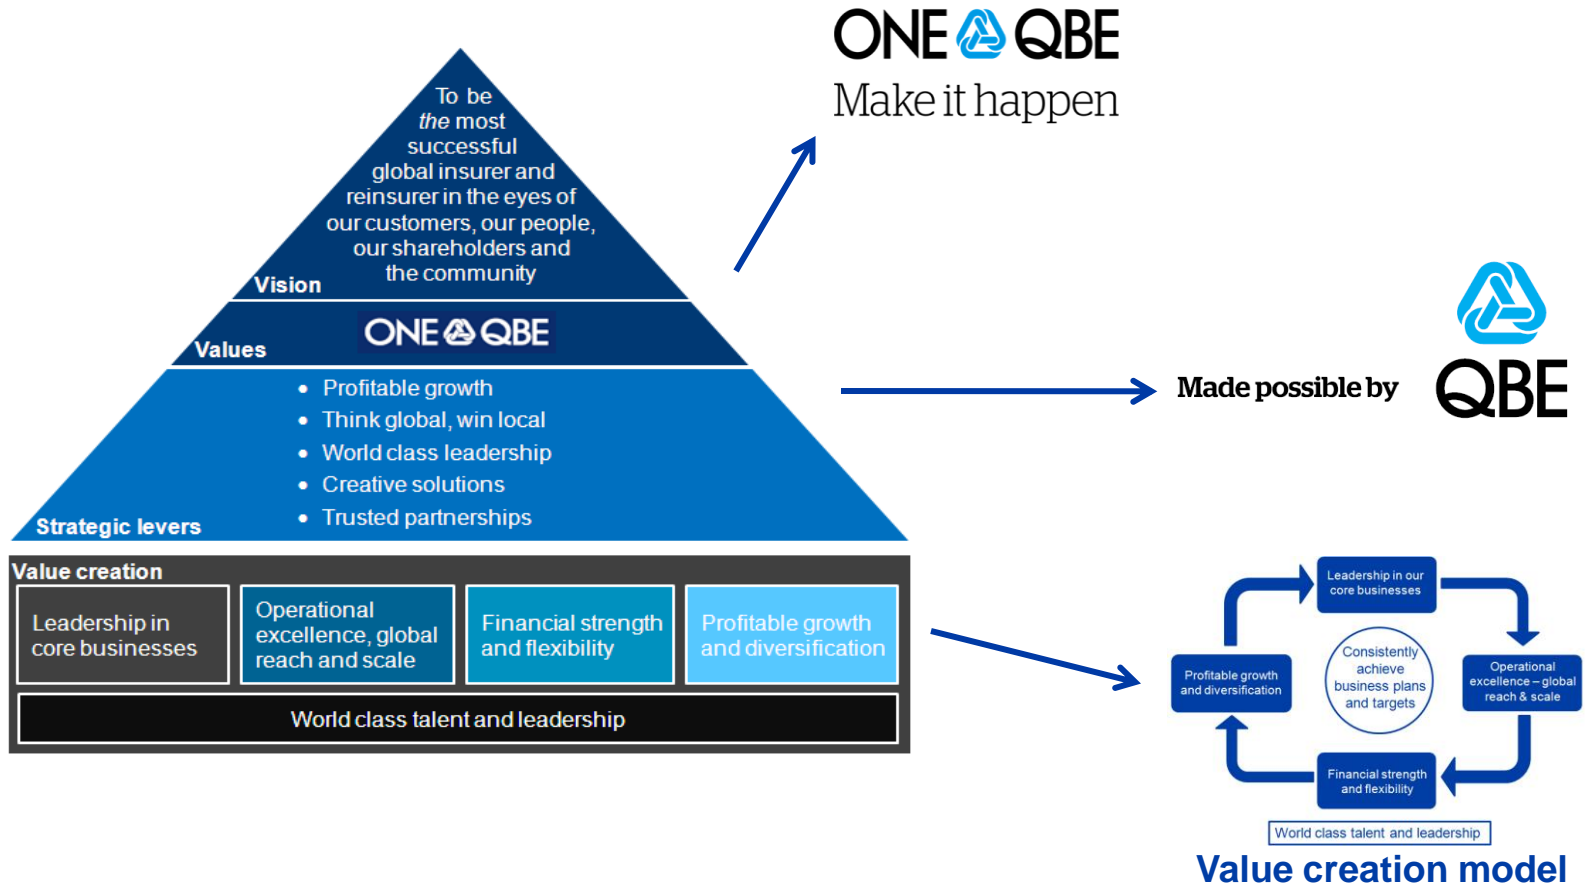 ONE QBE
Make it happen
To be
the most
successful
global insurer and
reinsurer in the eyes of
our customers, our people,
our shareholders and
the community
Vision
ONE QBE
Values
• Profitable growth
• Think global, win local
• World class leadership
• Creative solutions
• Trusted partnerships
Strategic levers
Made possible by
QBE
Value creation
Leadership in
core businesses
Operational
excellence, global
reach and scale
Financial strength
and flexibility
Profitable growth
and diversification
World class talent and leadership
Leadership in our
core businesses
Consistently
achieve
business plans
and targets
Operational
excellence – global
reach & scale
Profitable growth
and diversification
Financial strength
and flexibility
World class talent and leadership
Value creation model